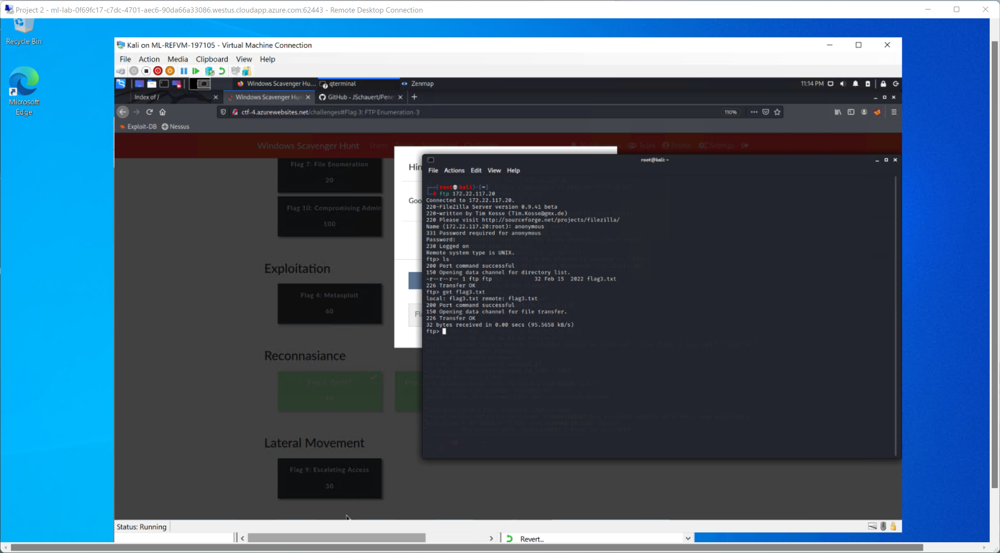 Project 2 - ml-lab-0f69fc17-c7dc-4701-aec6-90da66a33086.westus.cloudapp.azure.com:62443 - Remote Desktop Connection
Recycle Bin
Microsoft
Edge
Kali on ML-REFVM-197105 - Virtual Machine Connection
File Action Media Clipboard View Help
Windows Scavenger Hu... qterminal Zenmap 11:14 PM
Index of / Windows Scavenger Hun GitHub - JSchauert/Pene
ctf-4.azurewebsites.net/challenges#Flag 3: FTP Enumeration-3 110%
Exploit-DB Nessus
Windows Scavenger Hunt Users Notifications Team Profile Settings
Flag 7: File Enumeration
20
Flag 10: Compromising Admin
100
Exploitation
Flag 4: Metasploit
60
Reconnasiance
10
Lateral Movement
Flag 9: Escalating Access
30
Hin
Goo
Fl
root@kali: ~
File Actions Edit View Help
(root kali)-[~]
# ftp 172.22.117.20
Connected to 172.22.117.20.
220-FileZilla Server version 0.9.41 beta
220-written by Tim Kosse (Tim.Kosse@gmx.de)
220 Please visit http://sourceforge.net/projects/filezilla/
Name (172.22.117.20:root): anonymous
331 Password required for anonymous
Password:
230 Logged on
Remote system type is UNIX.
ftp> ls
200 Port command successful
150 Opening data channel for directory list.
-r--r--r-- 1 ftp ftp 32 Feb 15 2022 flag3.txt
226 Transfer OK
ftp> get flag3.txt
local: flag3.txt remote: flag3.txt
200 Port command successful
150 Opening data channel for file transfer.
226 Transfer OK
32 bytes received in 0.00 secs (95.5658 kB/s)
ftp>
Status: Running
Revert...